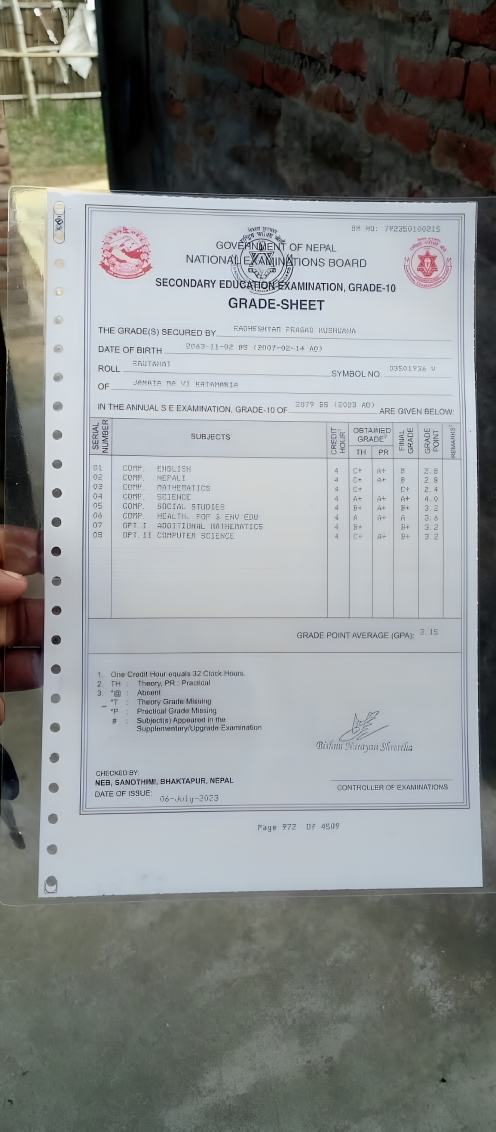 GM NO: 792359100215
GOVERNMENT OF NEPAL
NATIONAL EXAMINATIONS BOARD
SECONDARY EDUCATION EXAMINATION, GRADE-10
GRADE-SHEET
THE GRADE(S) SECURED BY RADHESHYAM PRASAD KUSHWAHA
DATE OF BIRTH 2063-11-02 BS (2007-02-14 AD)
ROLL RAUTAHAT SYMBOL NO. 03501936 V
OF JANATA MA VI KATAHARIA
IN THE ANNUAL S E EXAMINATION, GRADE-10 OF 2079 BS (2023 AD) ARE GIVEN BELOW:
SERIAL NUMBER SUBJECTS CREDIT HOUR1 OBTAINED GRADE2 FINAL GRADE GRADE POINT REMARKS3
TH PR
01 COMP. ENGLISH 4 C+ A+ B 2.8
02 COMP. NEPALI 4 C+ A+ B 2.8
03 COMP. MATHEMATICS 4 C+ C+ 2.4
04 COMP. SCIENCE 4 A+ A+ A+ 4.0
05 COMP. SOCIAL STUDIES 4 B+ A+ B+ 3.2
06 COMP. HEALTH, POP & ENV EDU 4 A A+ A 3.6
07 OPT.I ADDITIONAL MATHEMATICS 4 B+ B+ 3.2
08 OPT.II COMPUTER SCIENCE 4 C+ A+ B+ 3.2
GRADE POINT AVERAGE (GPA): 3.15
1. One Credit Hour equals 32 Clock Hours.
2. TH : Theory, PR : Practical
3. *@ : Absent
*T : Theory Grade Missing
*P : Practical Grade Missing
# : Subject(s) Appeared in the
Supplementary/Upgrade Examination
Bishnu Narayan Shrestha
CHECKED BY
NEB, SANOTHIMI, BHAKTAPUR, NEPAL
DATE OF ISSUE: 06-July-2023
CONTROLLER OF EXAMINATIONS
Page 972 Of 4509